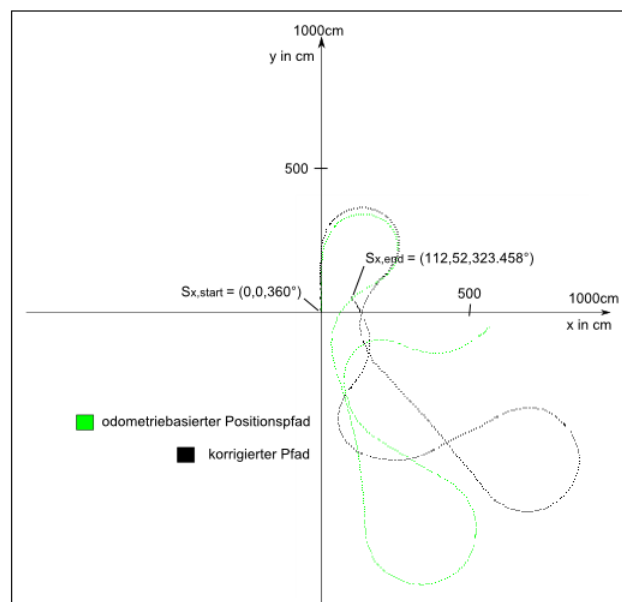 1000cm
y in cm
500
Sx,end = (112,52,323.458°)
Sx,start = (0,0,360°)
500
1000cm
x in cm
odometriebasierter Positionspfad
korrigierter Pfad